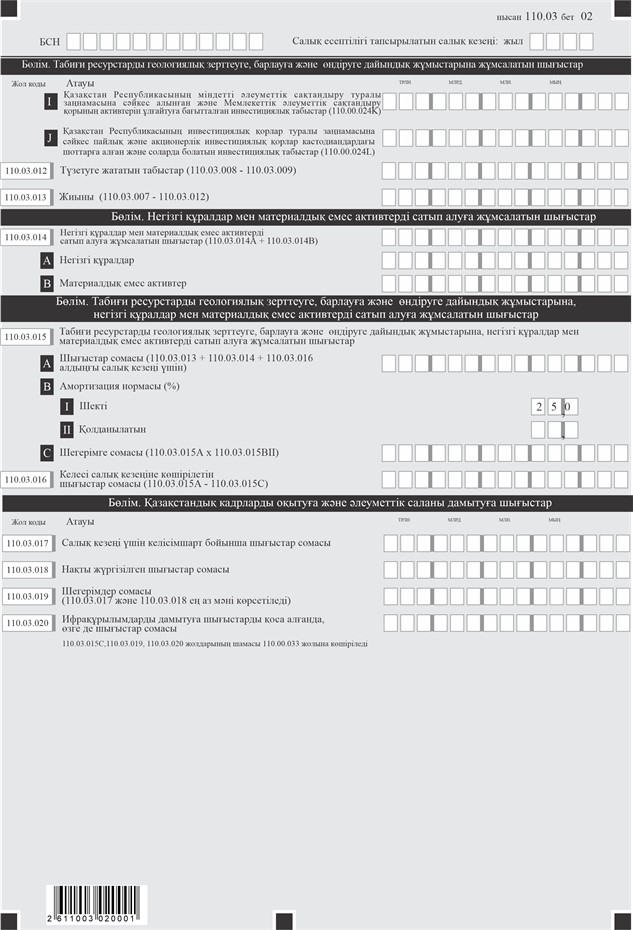 нысан 110.03 бет 02
БСН
Салық есептілігі тапсырылатын салық кезеңі: жыл
Бөлім. Табиғи ресурстарды геологиялық зерттеуге, барлауға және өндіруге дайындық жұмыстарына жұмсалатын шығыстар
Жол коды Атауы ТРЛН МЛРД МЛН МЫҢ
I Қазақстан Республикасының міндетті әлеуметтік сақтандыру туралы
заңнамасына сәйкес алынған және Мемлекеттік әлеуметтік сақтандыру
қорының активтерін ұлғайтуға бағытталған инвестициялық табыстар (110.00.024K)
J Қазақстан Республикасының инвестициялық қорлар туралы заңнамасына
сәйкес пайлық және акционерлік инвестициялық қорлар кастодиандардағы
шоттарға алған және соларда болатын инвестициялық табыстар (110.00.024L)
110.03.012 Түзетуге жататын табыстар (110.03.008 - 110.03.009)
110.03.013 Жиыны (110.03.007 - 110.03.012)
Бөлім. Негізгі құралдар мен материалдық емес активтерді сатып алуға жұмсалатын шығыстар
110.03.014 Негізгі құралдар мен материалдық емес активтерді
сатып алуға жұмсалатын шығыстар (110.03.014А + 110.03.014В)
A Негізгі құралдар
B Материалдық емес активтер
Бөлім. Табиғи ресурстарды геологиялық зерттеуге, барлауға және өндіруге дайындық жұмыстарына,
негізгі құралдар мен материалдық емес активтерді сатып алуға жұмсалатын шығыстар
110.03.015 Табиғи ресурстарды геологиялық зерттеуге, барлауға және өндіруге дайындық жұмыстарына, негізгі құралдар мен
материалдық емес активтерді сатып алуға жұмсалатын шығыстар
A Шығыстар сомасы (110.03.013 + 110.03.014 + 110.03.016
алдыңғы салық кезеңі үшін)
B Амортизация нормасы (%)
I Шекті 2 5 , 0
II Қолданылатын ,
C Шегерімге сомасы (110.03.015А х 110.03.015ВII)
110.03.016 Келесі салық кезеңіне көшірілетін
шығыстар сомасы (110.03.015А - 110.03.015С)
Бөлім. Қазақстандық кадрларды оқытуға және әлеуметтік саланы дамытуға шығыстар
Жол коды Атауы ТРЛН МЛРД МЛН МЫҢ
110.03.017 Салық кезеңі үшін келісімшарт бойынша шығыстар сомасы
110.03.018 Нақты жүргізілген шығыстар сомасы
110.03.019 Шегерімдер сомасы
(110.03.017 және 110.03.018 ең аз мәні көрсетіледі)
110.03.020 Ифрақұрылымдарды дамытуға шығыстарды қоса алғанда,
өзге де шығыстар сомасы
110.03.015С,110.03.019, 110.03.020 жолдарының шамасы 110.00.033 жолына көшіріледі
2 611003 020001